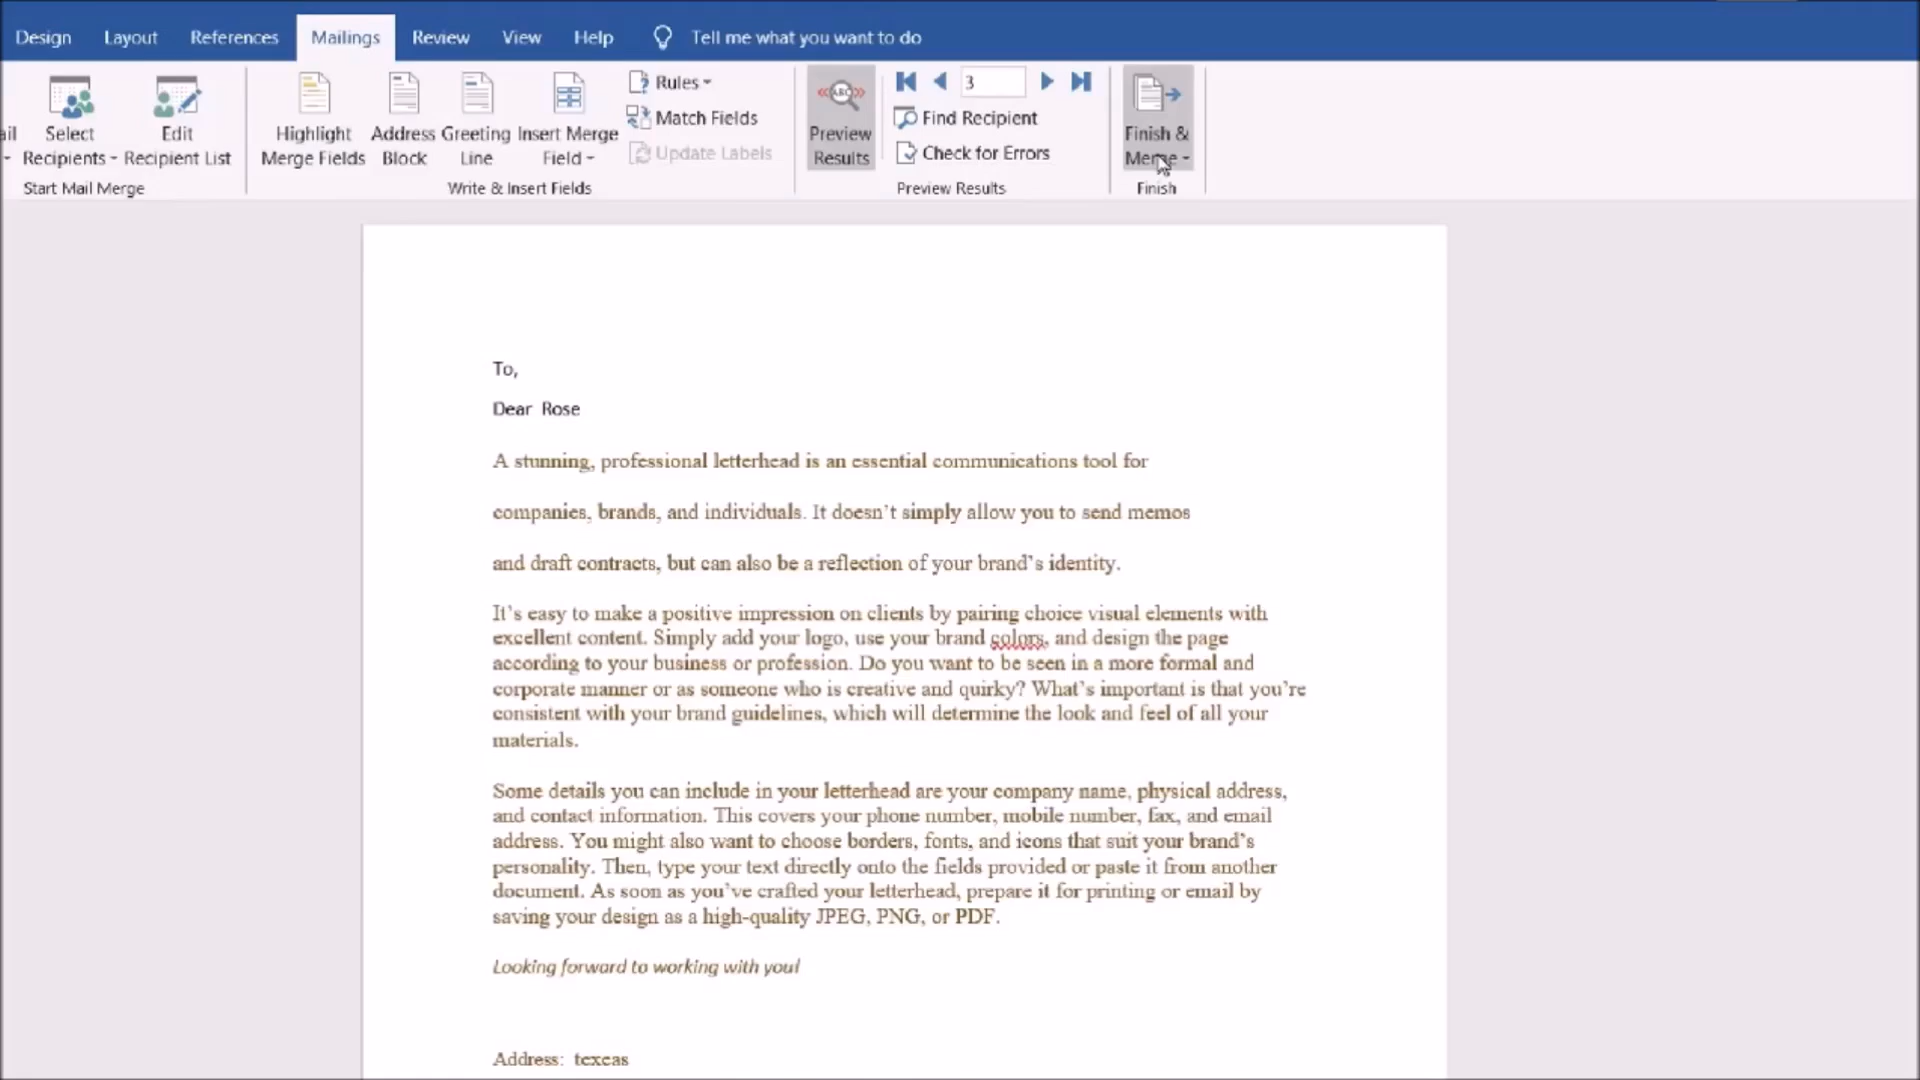 Design Layout References Mailings Review View Help Tell me what you want to do
Select Recipients
Edit Recipient List
Start Mail Merge
Highlight Merge Fields
Address Block
Greeting Line
Insert Merge Field
Rules
Match Fields
Update Labels
Write & Insert Fields
ABC
Preview Results
3
Find Recipient
Check for Errors
Preview Results
Finish & Merge
Finish
To,
Dear Rose
A stunning, professional letterhead is an essential communications tool for
companies, brands, and individuals. It doesn’t simply allow you to send memos
and draft contracts, but can also be a reflection of your brand’s identity.
It’s easy to make a positive impression on clients by pairing choice visual elements with
excellent content. Simply add your logo, use your brand colors, and design the page
according to your business or profession. Do you want to be seen in a more formal and
corporate manner or as someone who is creative and quirky? What’s important is that you’re
consistent with your brand guidelines, which will determine the look and feel of all your
materials.
Some details you can include in your letterhead are your company name, physical address,
and contact information. This covers your phone number, mobile number, fax, and email
address. You might also want to choose borders, fonts, and icons that suit your brand’s
personality. Then, type your text directly onto the fields provided or paste it from another
document. As soon as you’ve crafted your letterhead, prepare it for printing or email by
saving your design as a high-quality JPEG, PNG, or PDF.
Looking forward to working with you!
Address: texeas